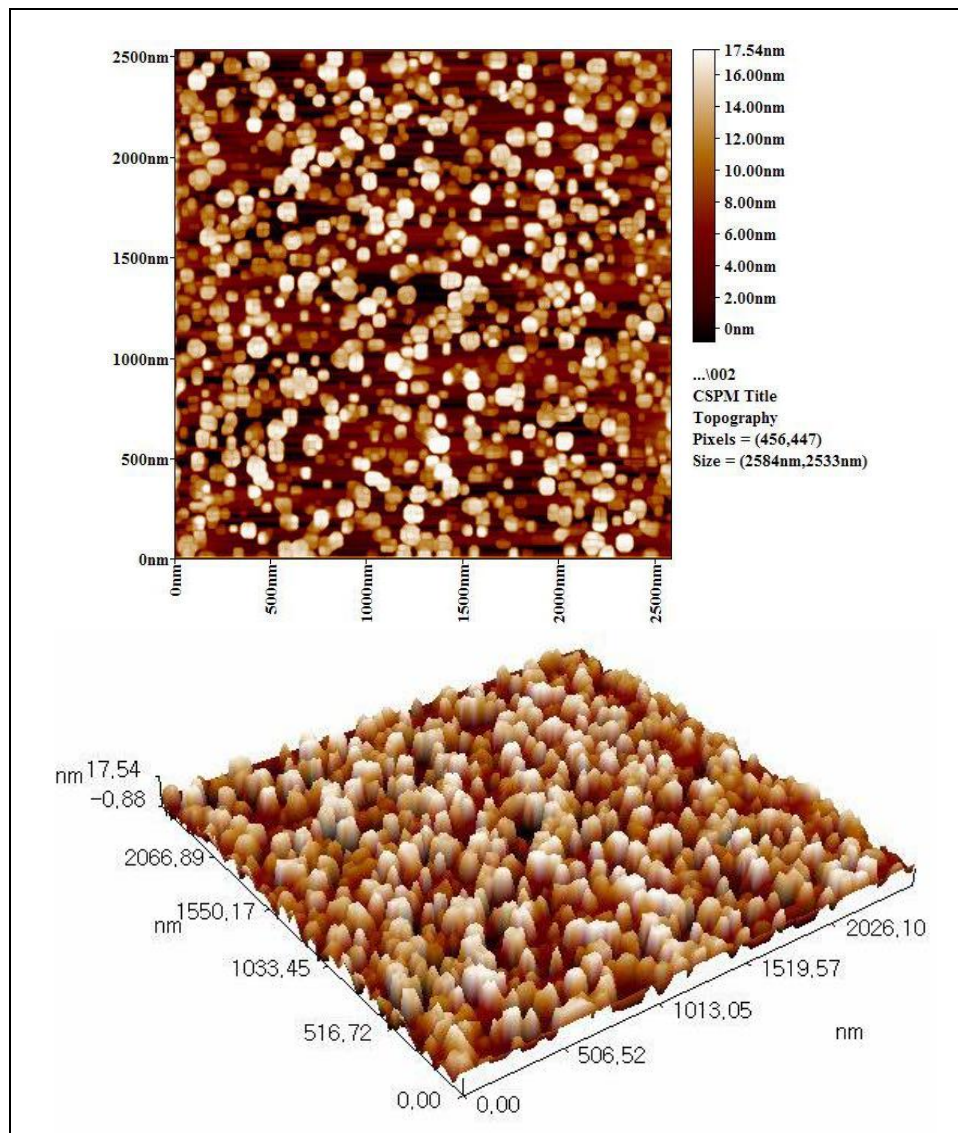 2500nm
2000nm
1500nm
1000nm
500nm
0nm
0nm
500nm
1000nm
1500nm
2000nm
2500nm
17.54nm
16.00nm
14.00nm
12.00nm
10.00nm
8.00nm
6.00nm
4.00nm
2.00nm
0nm
...\002
CSPM Title
Topography
Pixels = (456,447)
Size = (2584nm,2533nm)
nm 17,54
-0,88
2066,89
nm 1550,17
1033,45
516,72
0,00
0,00
506,52
1013,05
1519,57
2026,10
nm